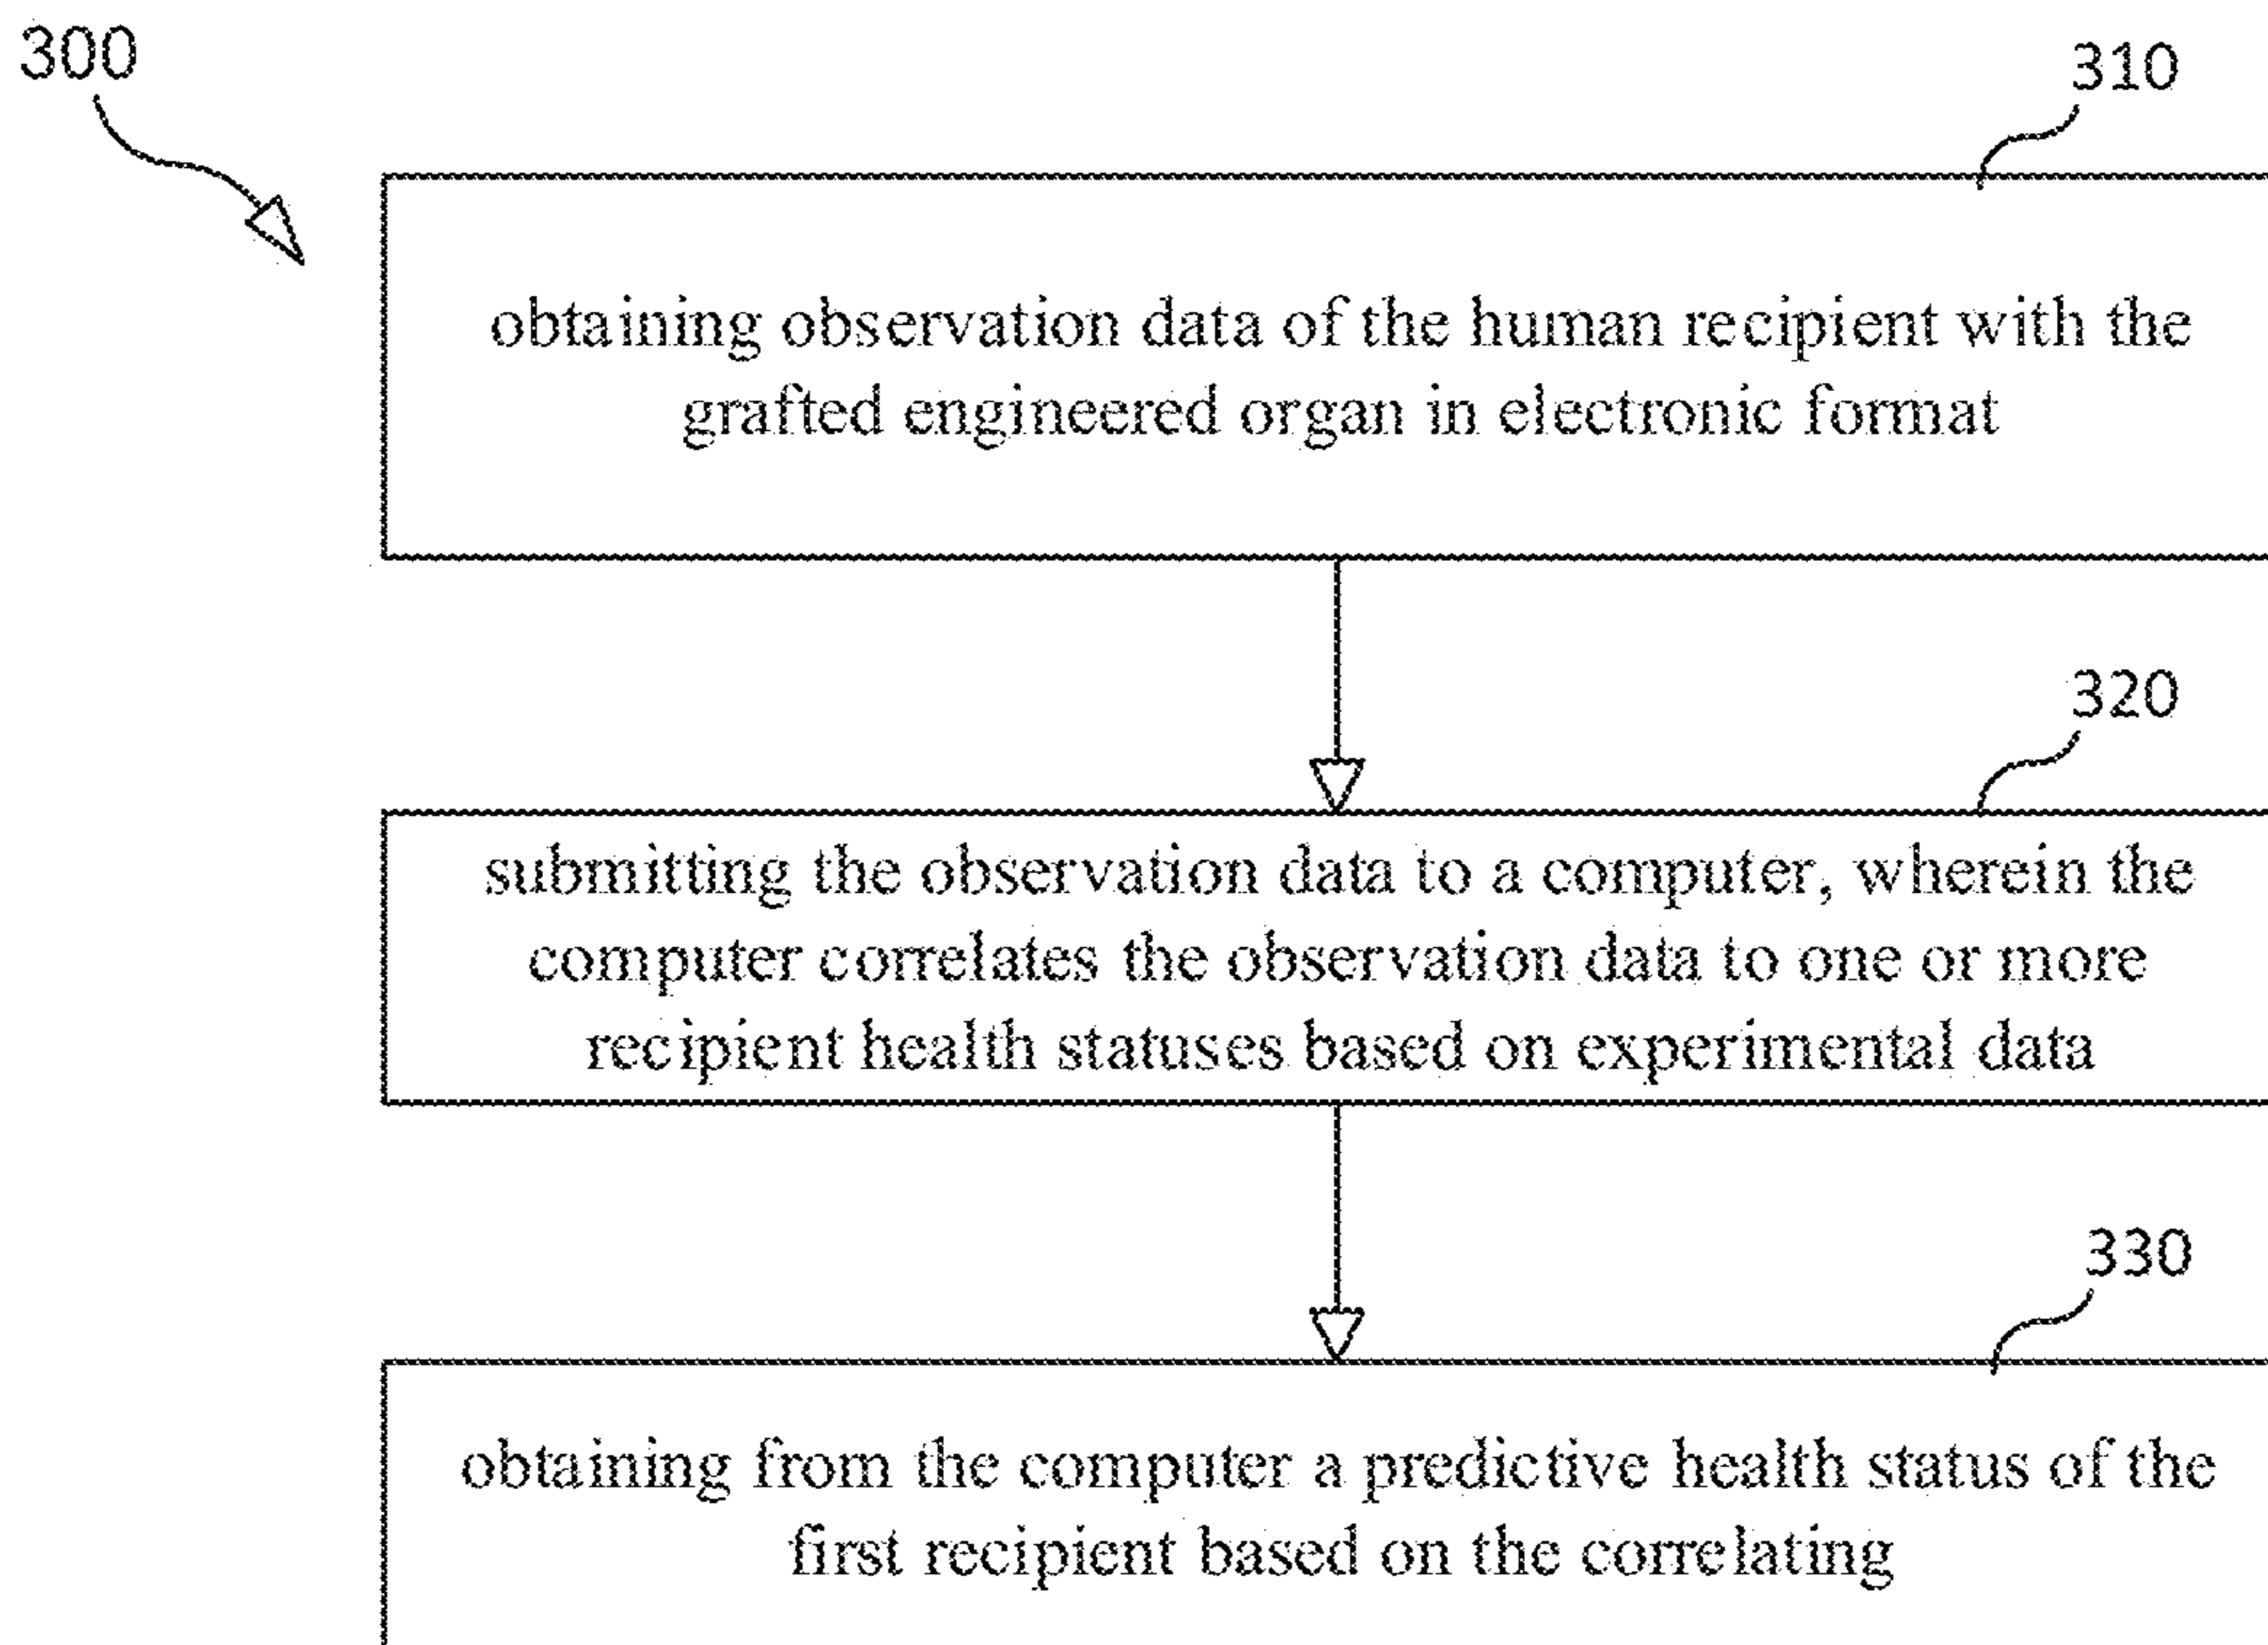 300
310
obtaining observation data of the human recipient with the
grafted engineered organ in electronic format
320
submitting the observation data to a computer, wherein the
computer correlates the observation data to one or more
recipient health statuses based on experimental data
330
obtaining from the computer a predictive health status of the
first recipient based on the correlating